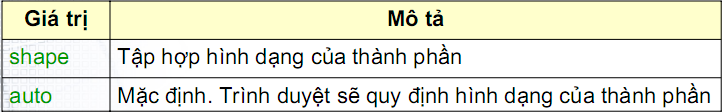 Giá trị Mô tả
shape Tập hợp hình dạng của thành phần
auto Mặc định. Trình duyệt sẽ quy định hình dạng của thành phần